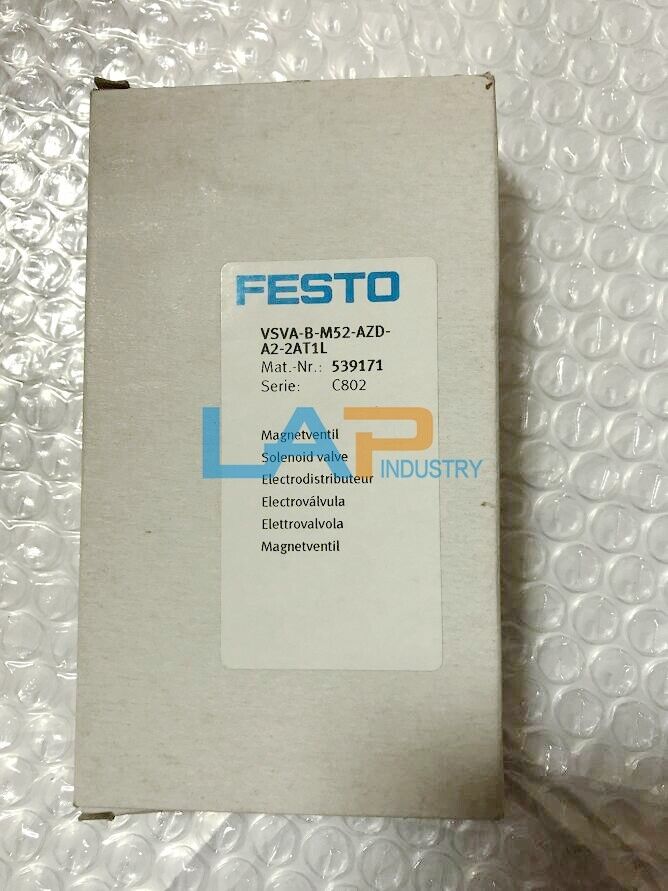 FESTO
VSVA-B-M52-AZD-
A2-2AT1L
Mat.-Nr.: 539171
Serie: C802
LAP INDUSTRY
Magnetventil
Solenoid valve
Electrodistributeur
Electroválvula
Elettrovalvola
Magnetventil